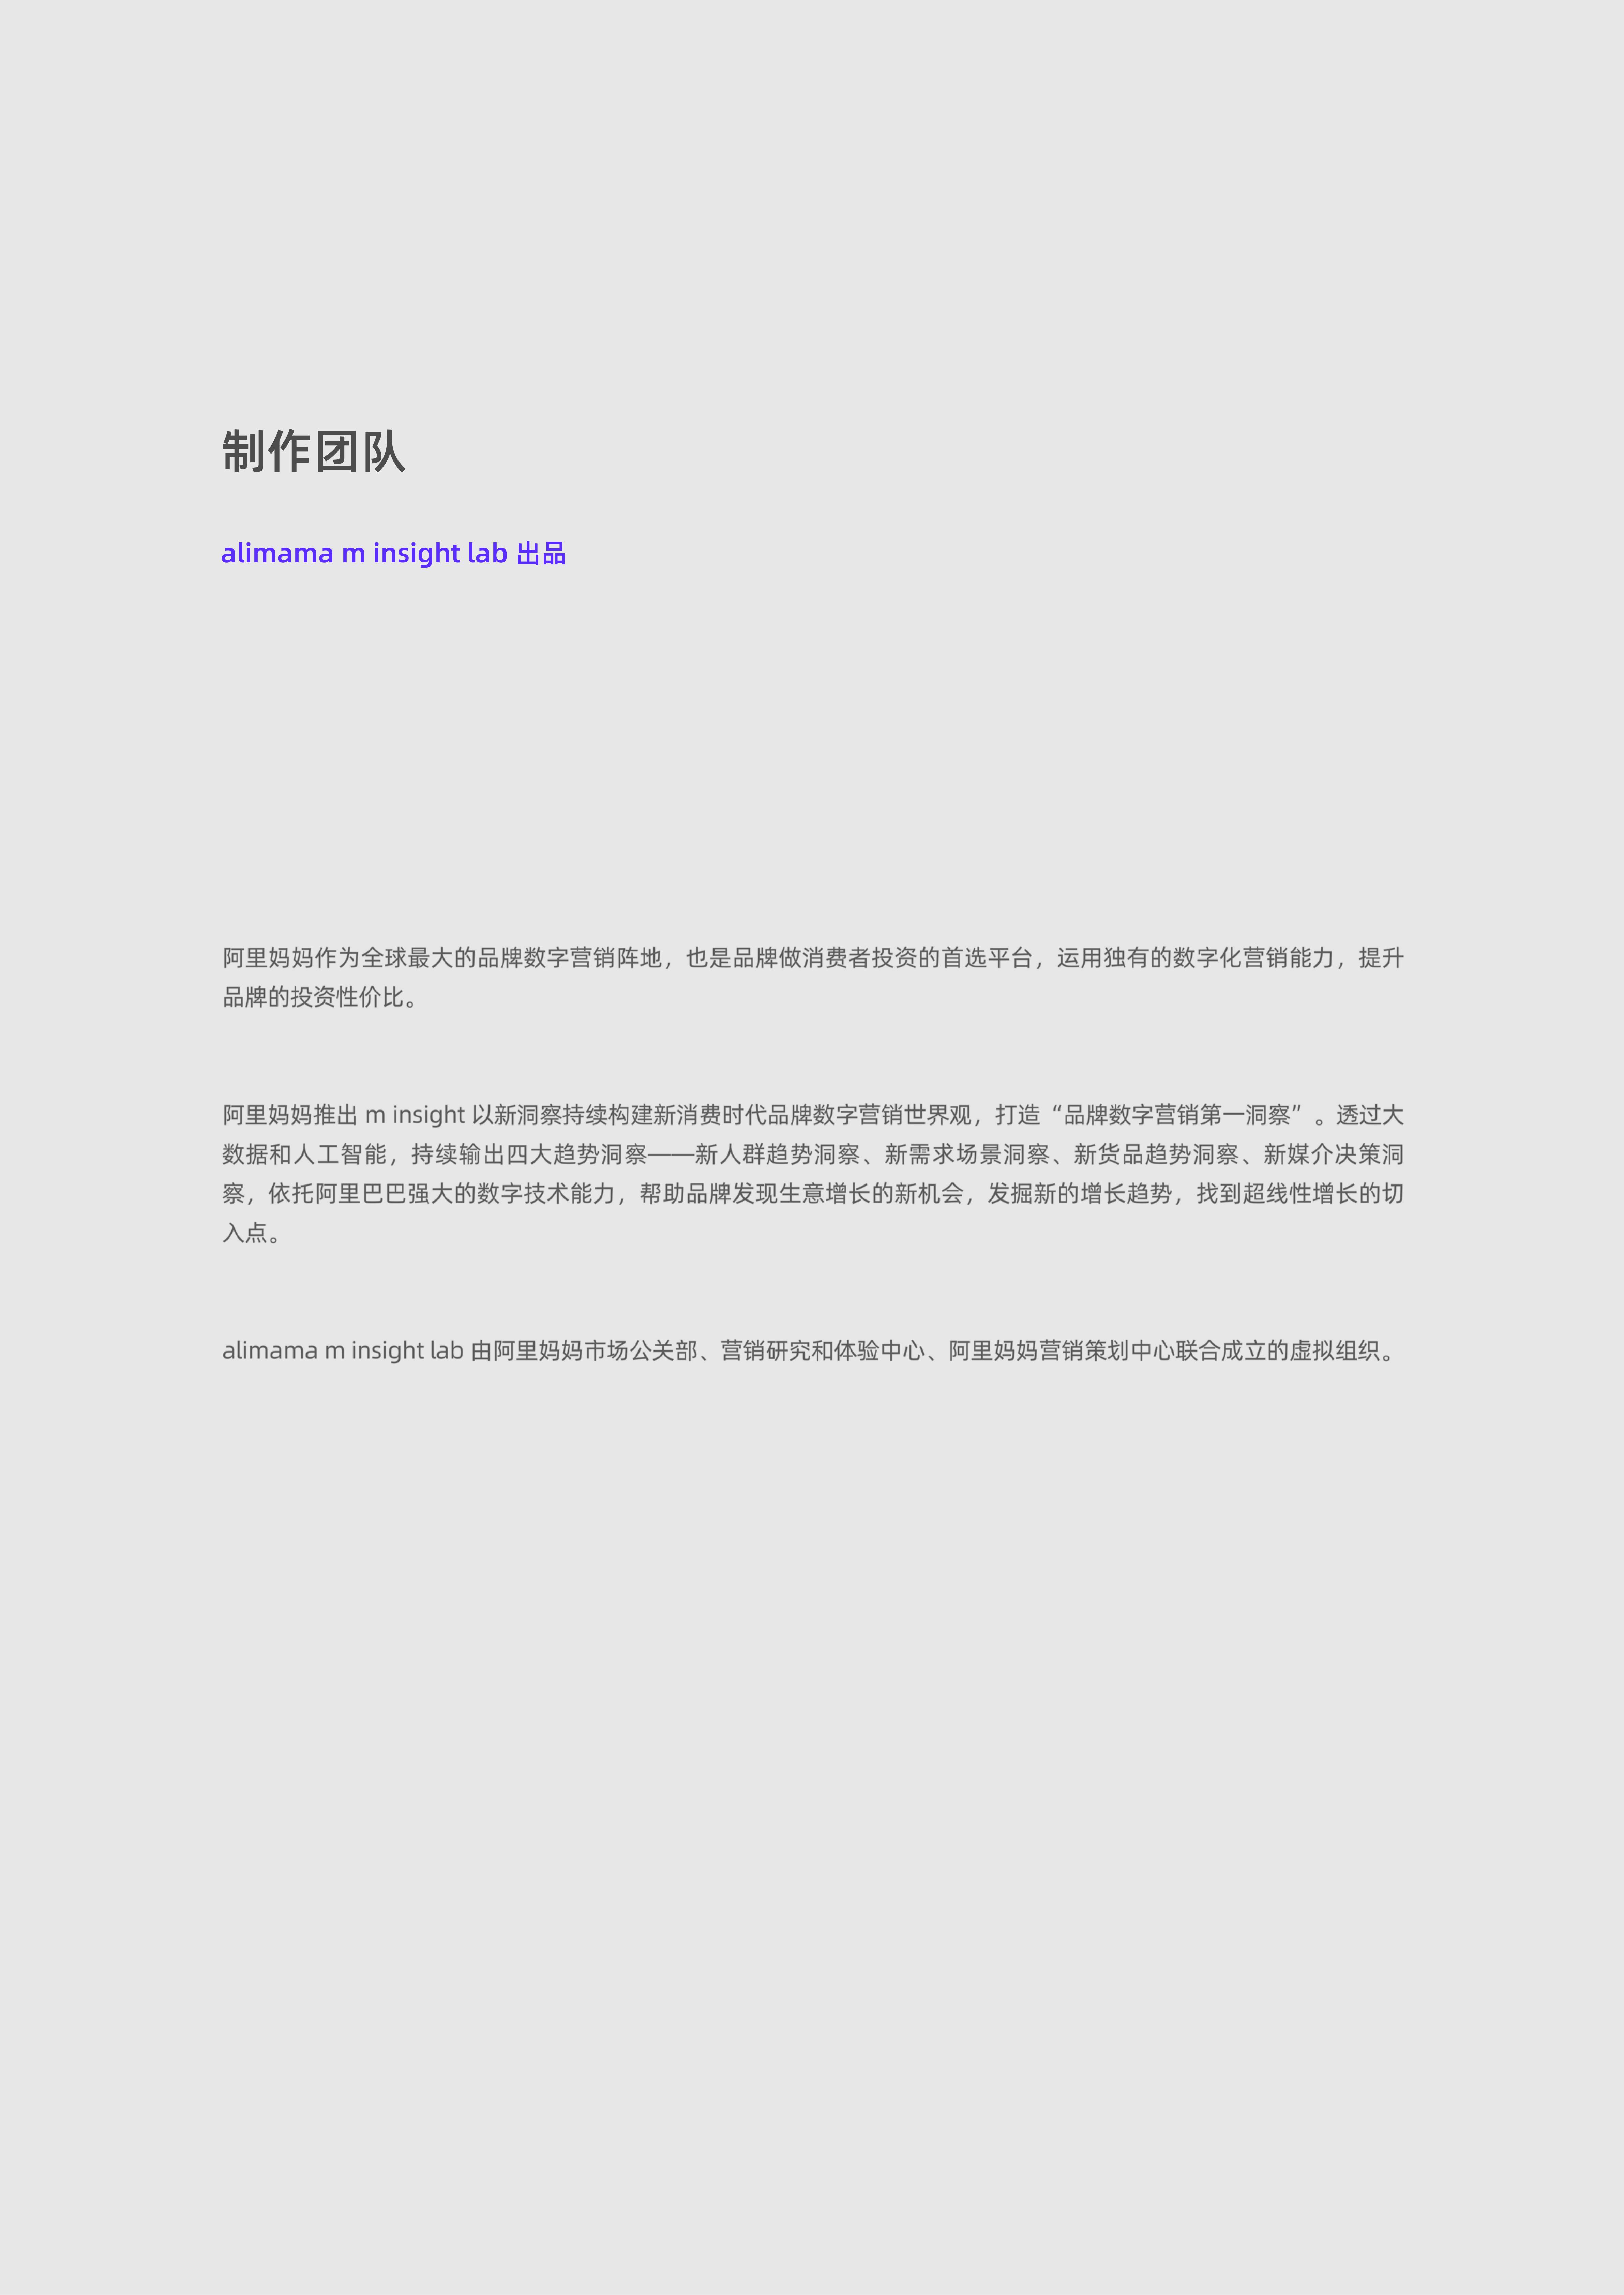 制作团队
alimama m insight lab 出品
阿里妈妈作为全球最大的品牌数字营销阵地，也是品牌做消费者投资的首选平台，运用独有的数字化营销能力，提升
品牌的投资性价比。
阿里妈妈推出 m insight 以新洞察持续构建新消费时代品牌数字营销世界观，打造“品牌数字营销第一洞察”。透过大
数据和人工智能，持续输出四大趋势洞察——新人群趋势洞察、新需求场景洞察、新货品趋势洞察、新媒介决策洞
察，依托阿里巴巴强大的数字技术能力，帮助品牌发现生意增长的新机会，发掘新的增长趋势，找到超线性增长的切
入点。
alimama m insight lab 由阿里妈妈市场公关部、营销研究和体验中心、阿里妈妈营销策划中心联合成立的虚拟组织。